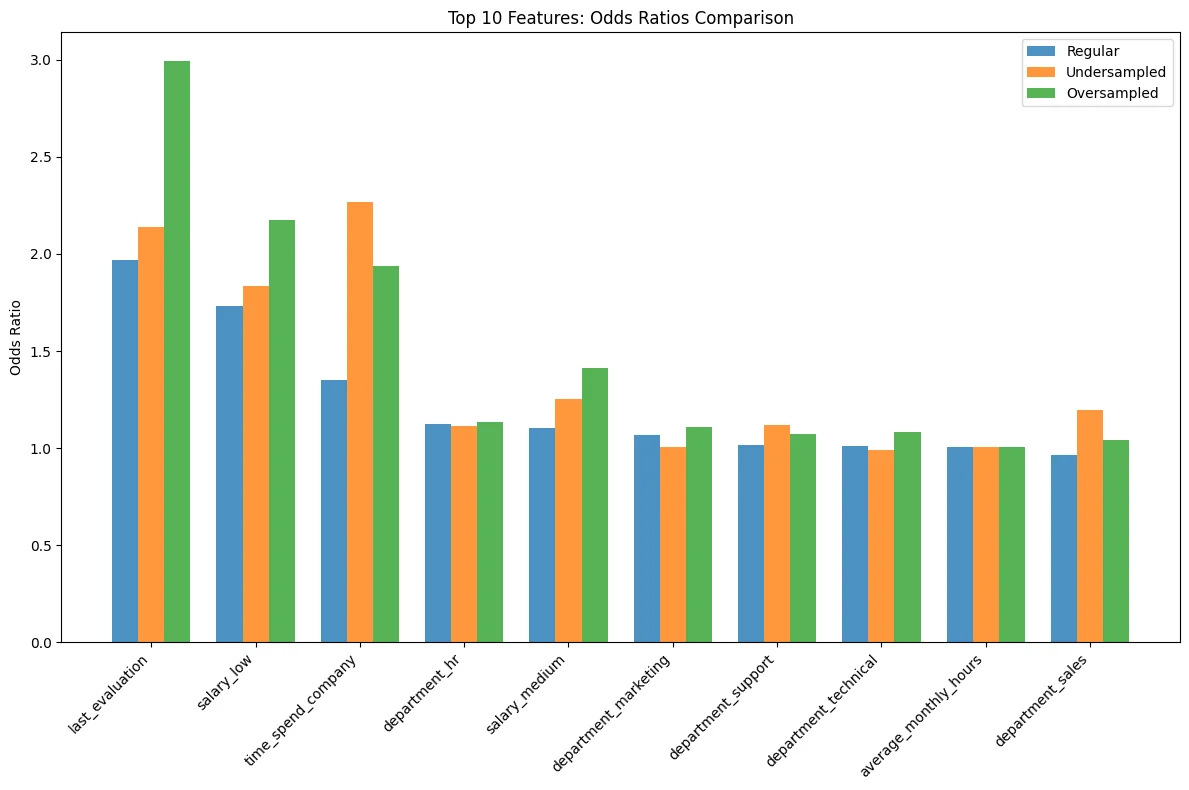 Top 10 Features: Odds Ratios Comparison
Regular
Undersampled
Oversampled
Odds Ratio
3.0
2.5
2.0
1.5
1.0
0.5
0.0
last_evaluation
salary_low
time_spend_company
department_hr
salary_medium
department_marketing
department_support
department_technical
average_monthly_hours
department_sales